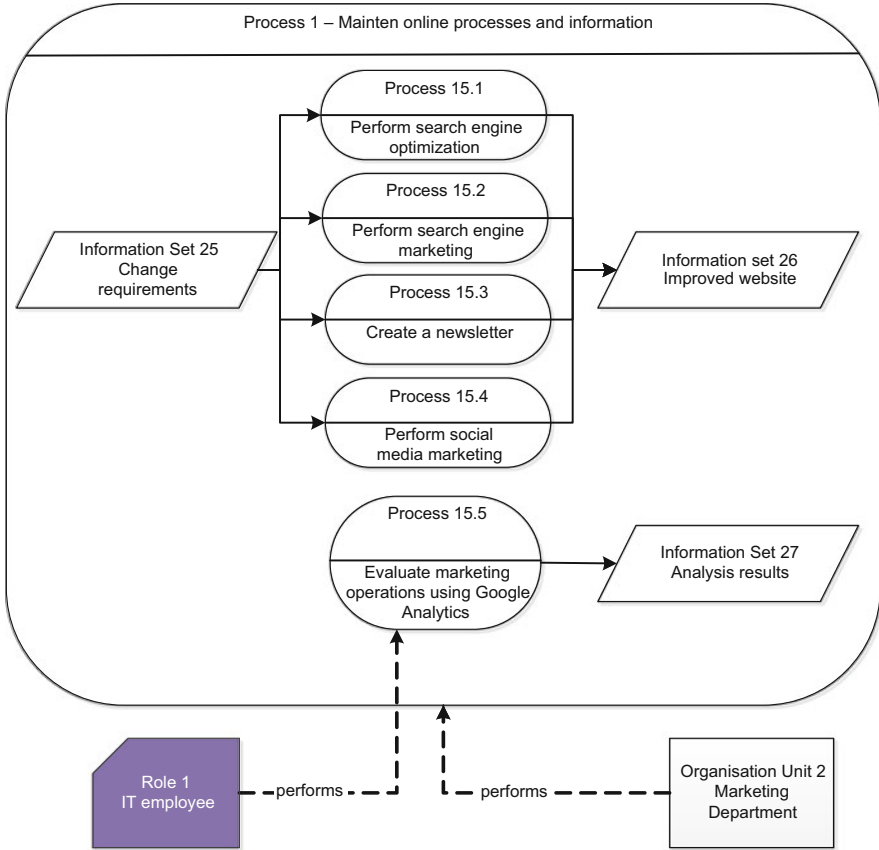 Process 1 – Mainten online processes and information
Process 15.1
Perform search engine
optimization
Process 15.2
Perform search engine
marketing
Information Set 25
Change
requirements
Information set 26
Improved website
Process 15.3
Create a newsletter
Process 15.4
Perform social
media marketing
Process 15.5
Evaluate marketing
operations using Google
Analytics
Information Set 27
Analysis results
Role 1
IT employee
performs
performs
Organisation Unit 2
Marketing
Department